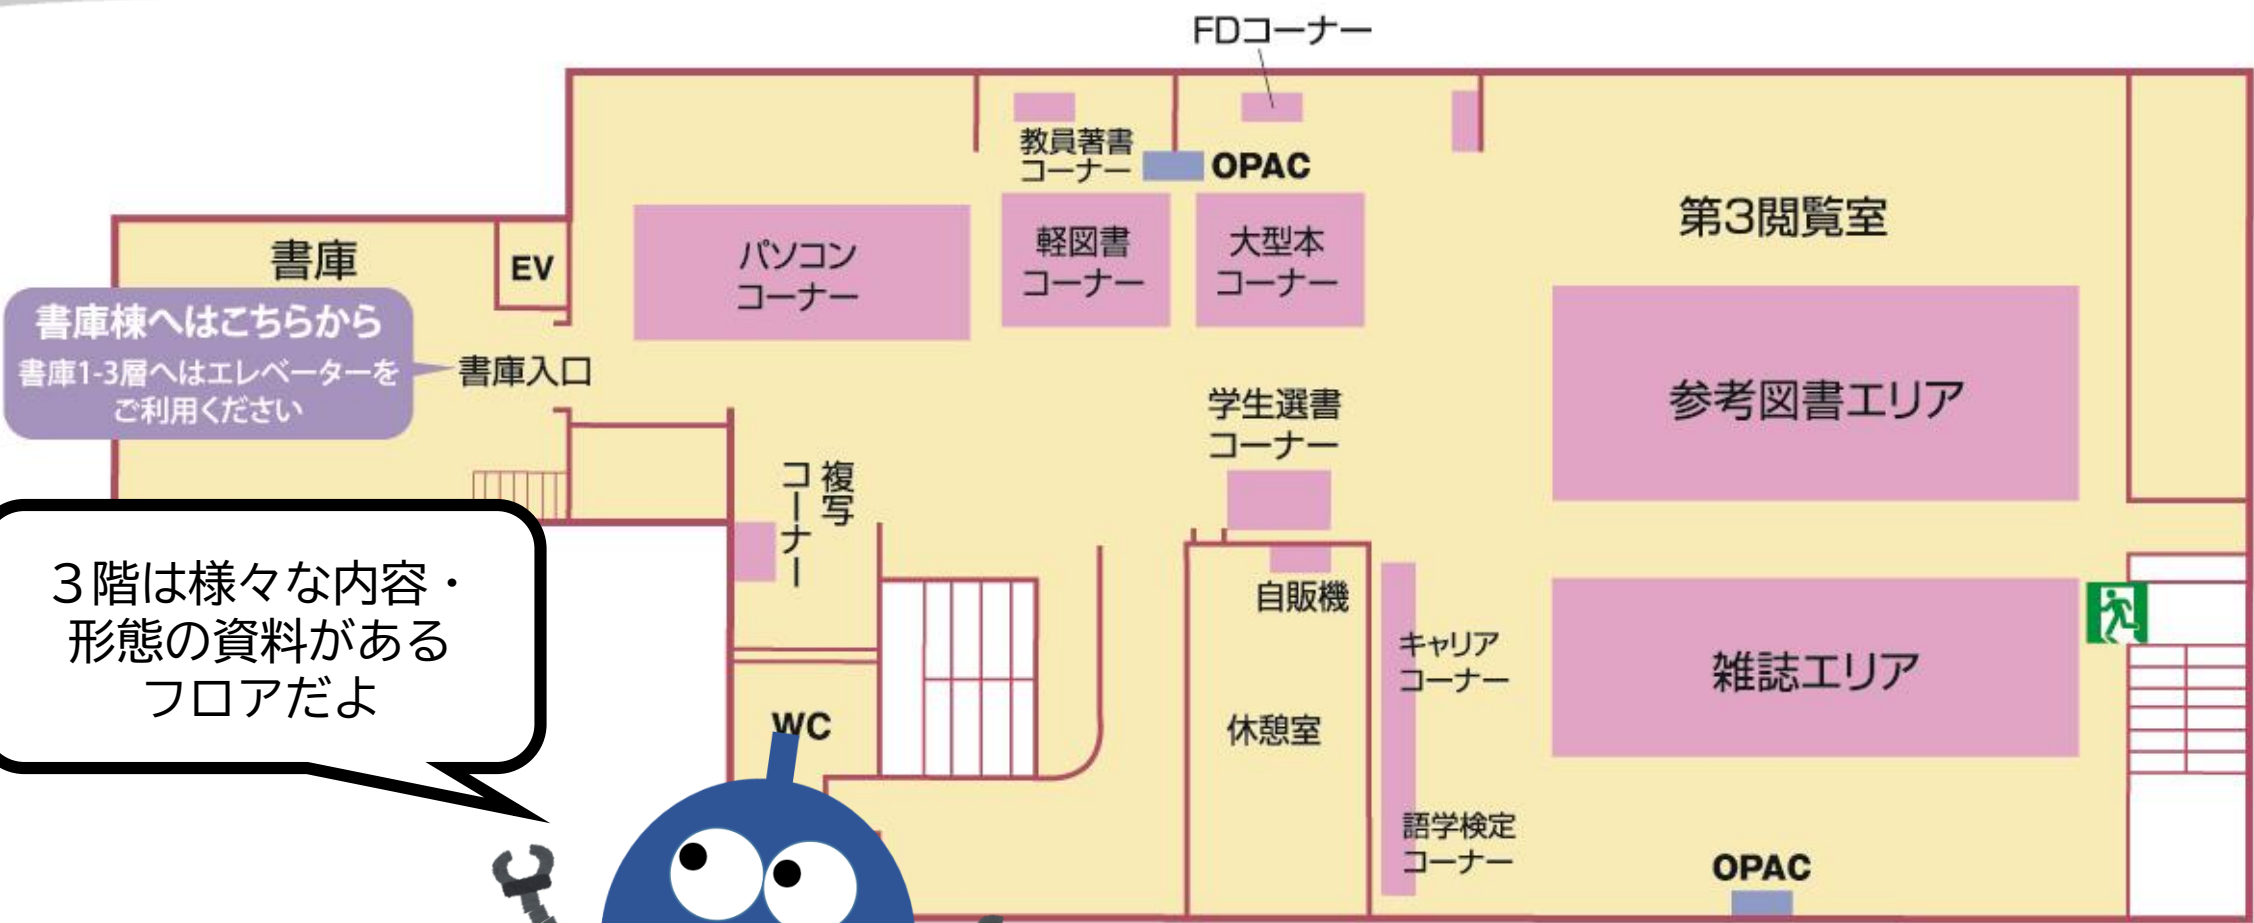 FDコーナー
教員著書
コーナー
OPAC
第3閲覧室
書庫
EV
パソコン
コーナー
軽図書
コーナー
大型本
コーナー
書庫棟へはこちらから
書庫1-3層へはエレベーターを
ご利用ください
書庫入口
学生選書
コーナー
参考図書エリア
複写
コーナー
３階は様々な内容・
形態の資料がある
フロアだよ
自販機
キャリア
コーナー
雑誌エリア
WC
休憩室
語学検定
コーナー
OPAC